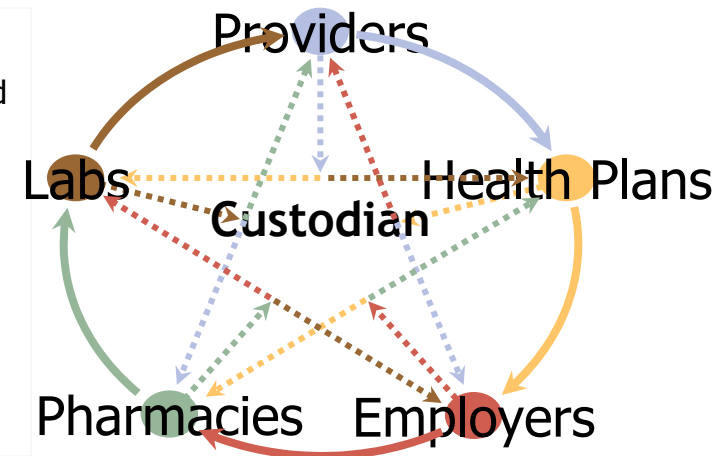 Providers
d
Labs
Health Plans
Custodian
Pharmacies
Employers